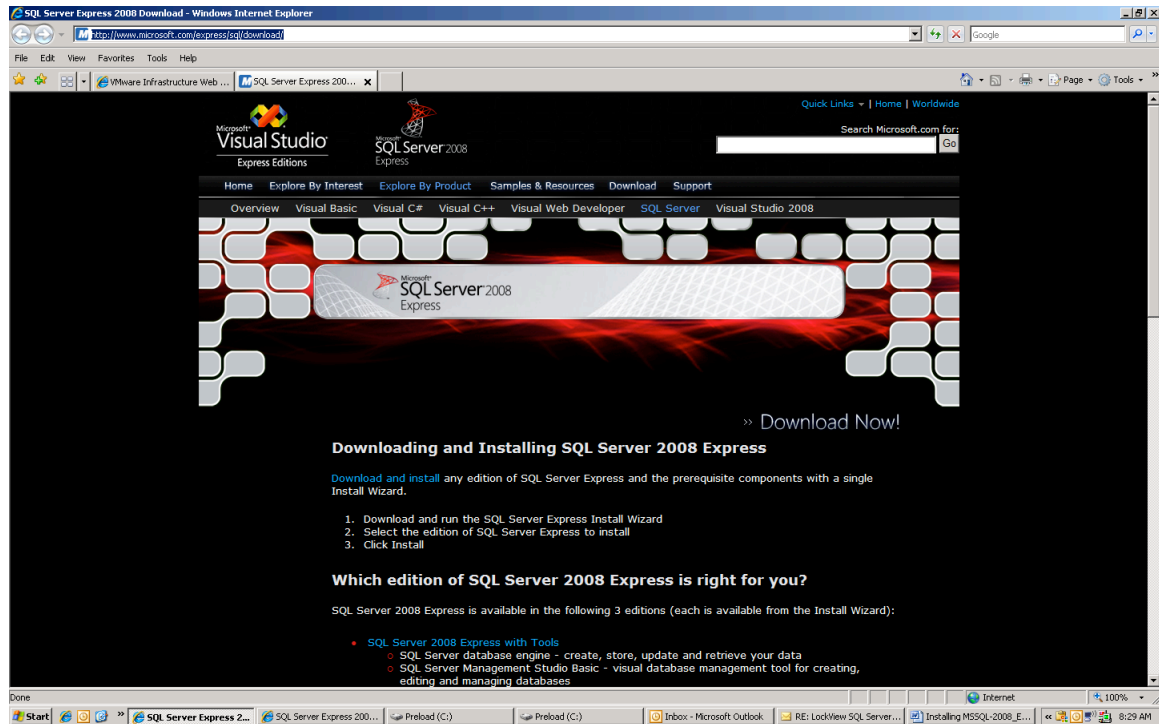 SQL Server Express 2008 Download - Windows Internet Explorer
http://www.microsoft.com/express/sql/download/
Google
File Edit View Favorites Tools Help
VMware Infrastructure Web ...
SQL Server Express 200...
Page
Tools
Quick Links | Home | Worldwide
Microsoft
Visual Studio
Express Editions
Microsoft
SQL Server 2008
Express
Search Microsoft.com for:
Go
Home Explore By Interest Explore By Product Samples & Resources Download Support
Overview Visual Basic Visual C# Visual C++ Visual Web Developer SQL Server Visual Studio 2008
Microsoft
SQL Server 2008
Express
›› Download Now!
Downloading and Installing SQL Server 2008 Express
Download and install any edition of SQL Server Express and the prerequisite components with a single
Install Wizard.
1. Download and run the SQL Server Express Install Wizard
2. Select the edition of SQL Server Express to install
3. Click Install
Which edition of SQL Server 2008 Express is right for you?
SQL Server 2008 Express is available in the following 3 editions (each is available from the Install Wizard):
SQL Server 2008 Express with Tools
SQL Server database engine - create, store, update and retrieve your data
SQL Server Management Studio Basic - visual database management tool for creating,
editing and managing databases
Done
Internet
100%
Start
SQL Server Express 2...
SQL Server Express 200...
Preload (C:)
Preload (C:)
Inbox - Microsoft Outlook
RE: LockView SQL Server...
Installing MSSQL-2008_E...
8:29 AM